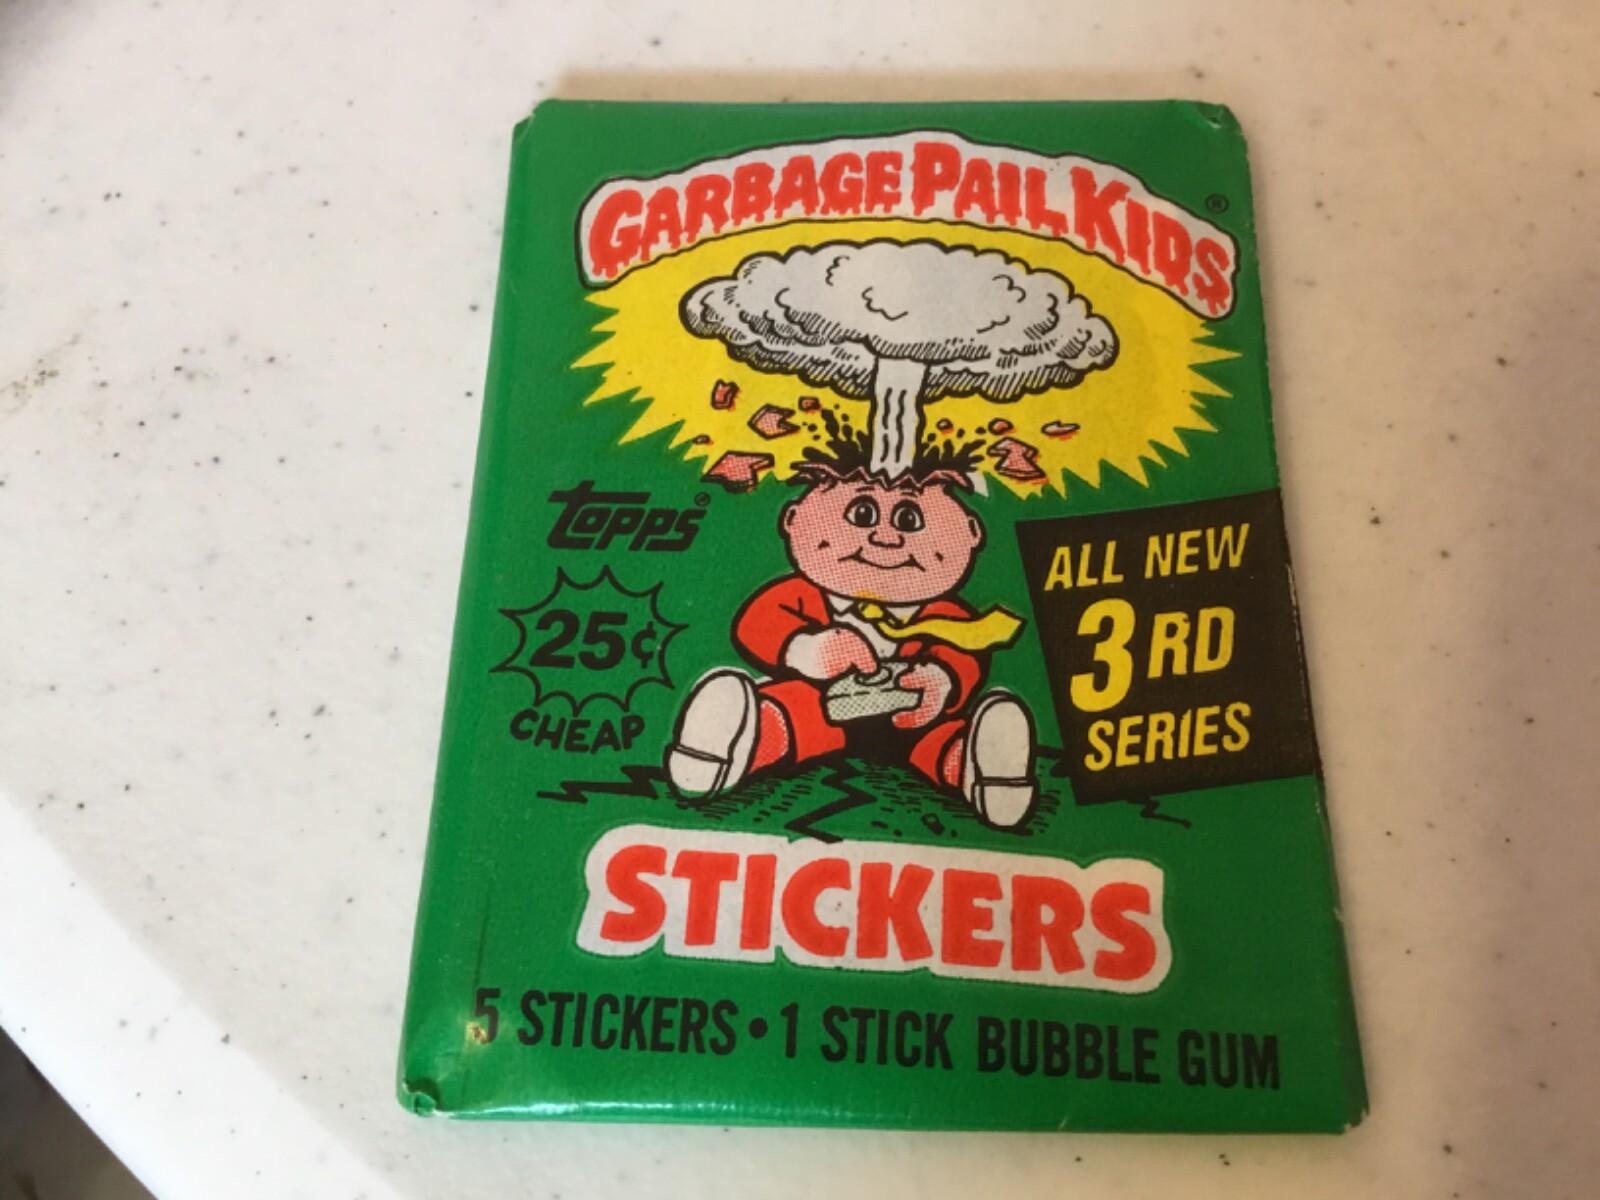 GARBAGE PAIL KIDS ®
topps ®
25¢
CHEAP
ALL NEW
3RD
SERIES
STICKERS
5 STICKERS • 1 STICK BUBBLE GUM